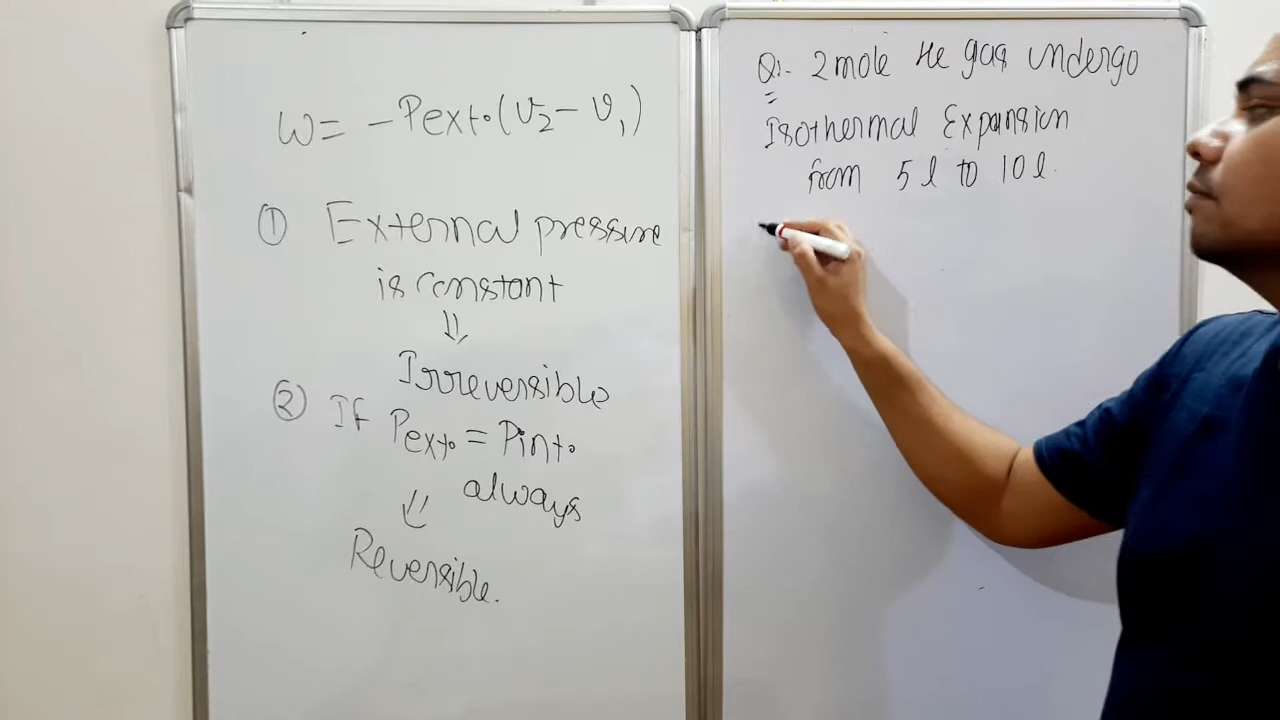 W = -Pext. (V2 - V1)
① External pressure
is constant
⇓
Irreversible
② If Pext. = Pint.
always
⇓
Reversible.
Q:- 2 mole He gas undergo
Isothermal Expansion
from 5 l to 10 l.